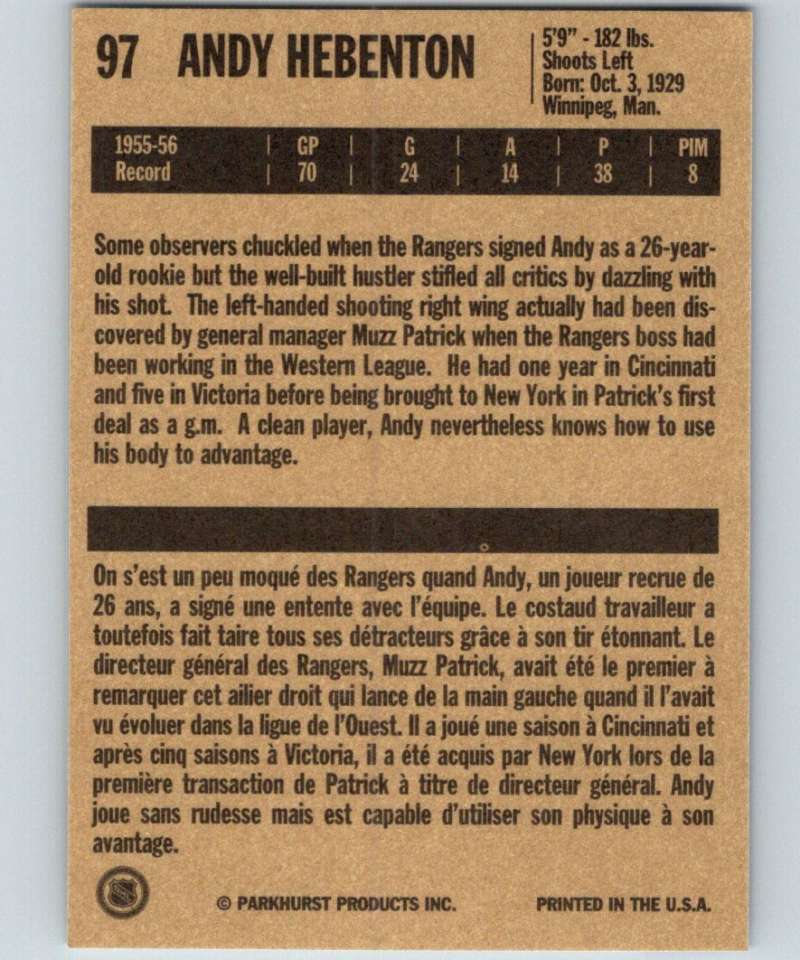 97 ANDY HEBENTON
5'9" - 182 lbs.
Shoots Left
Born: Oct. 3, 1929
Winnipeg, Man.
1955-56 | GP | G | A | P | PIM
Record | 70 | 24 | 14 | 38 | 8
Some observers chuckled when the Rangers signed Andy as a 26-year-
old rookie but the well-built hustler stifled all critics by dazzling with
his shot. The left-handed shooting right wing actually had been dis-
covered by general manager Muzz Patrick when the Rangers boss had
been working in the Western League. He had one year in Cincinnati
and five in Victoria before being brought to New York in Patrick's first
deal as a g.m. A clean player, Andy nevertheless knows how to use
his body to advantage.
On s'est un peu moqué des Rangers quand Andy, un joueur recrue de
26 ans, a signé une entente avec l'équipe. Le costaud travailleur a
toutefois fait taire tous ses détracteurs grâce à son tir étonnant. Le
directeur général des Rangers, Muzz Patrick, avait été le premier à
remarquer cet ailier droit qui lance de la main gauche quand il l'avait
vu évoluer dans la ligue de l'Ouest. Il a joué une saison à Cincinnati et
après cinq saisons à Victoria, il a été acquis par New York lors de la
première transaction de Patrick à titre de directeur général. Andy
joue sans rudesse mais est capable d'utiliser son physique à son
avantage.
© PARKHURST PRODUCTS INC. PRINTED IN THE U.S.A.